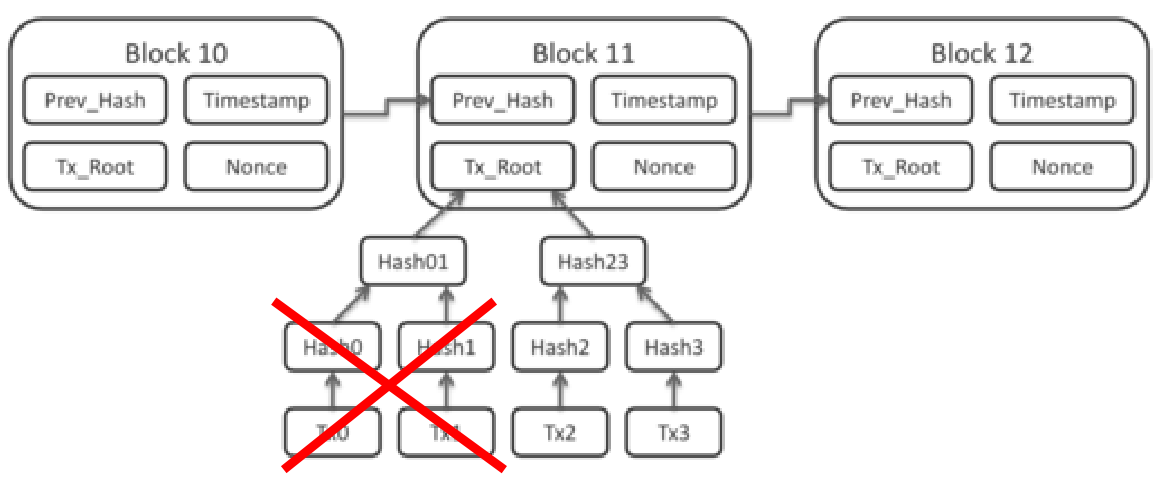 Block 10
Block 11
Block 12
Prev_Hash Timestamp
Prev_Hash Timestamp
Prev_Hash Timestamp
Tx_Root Nonce
Tx_Root Nonce
Tx_Root Nonce
Hash01
Hash23
Hash0
Hash1
Hash2
Hash3
Tx0
Tx1
Tx2
Tx3